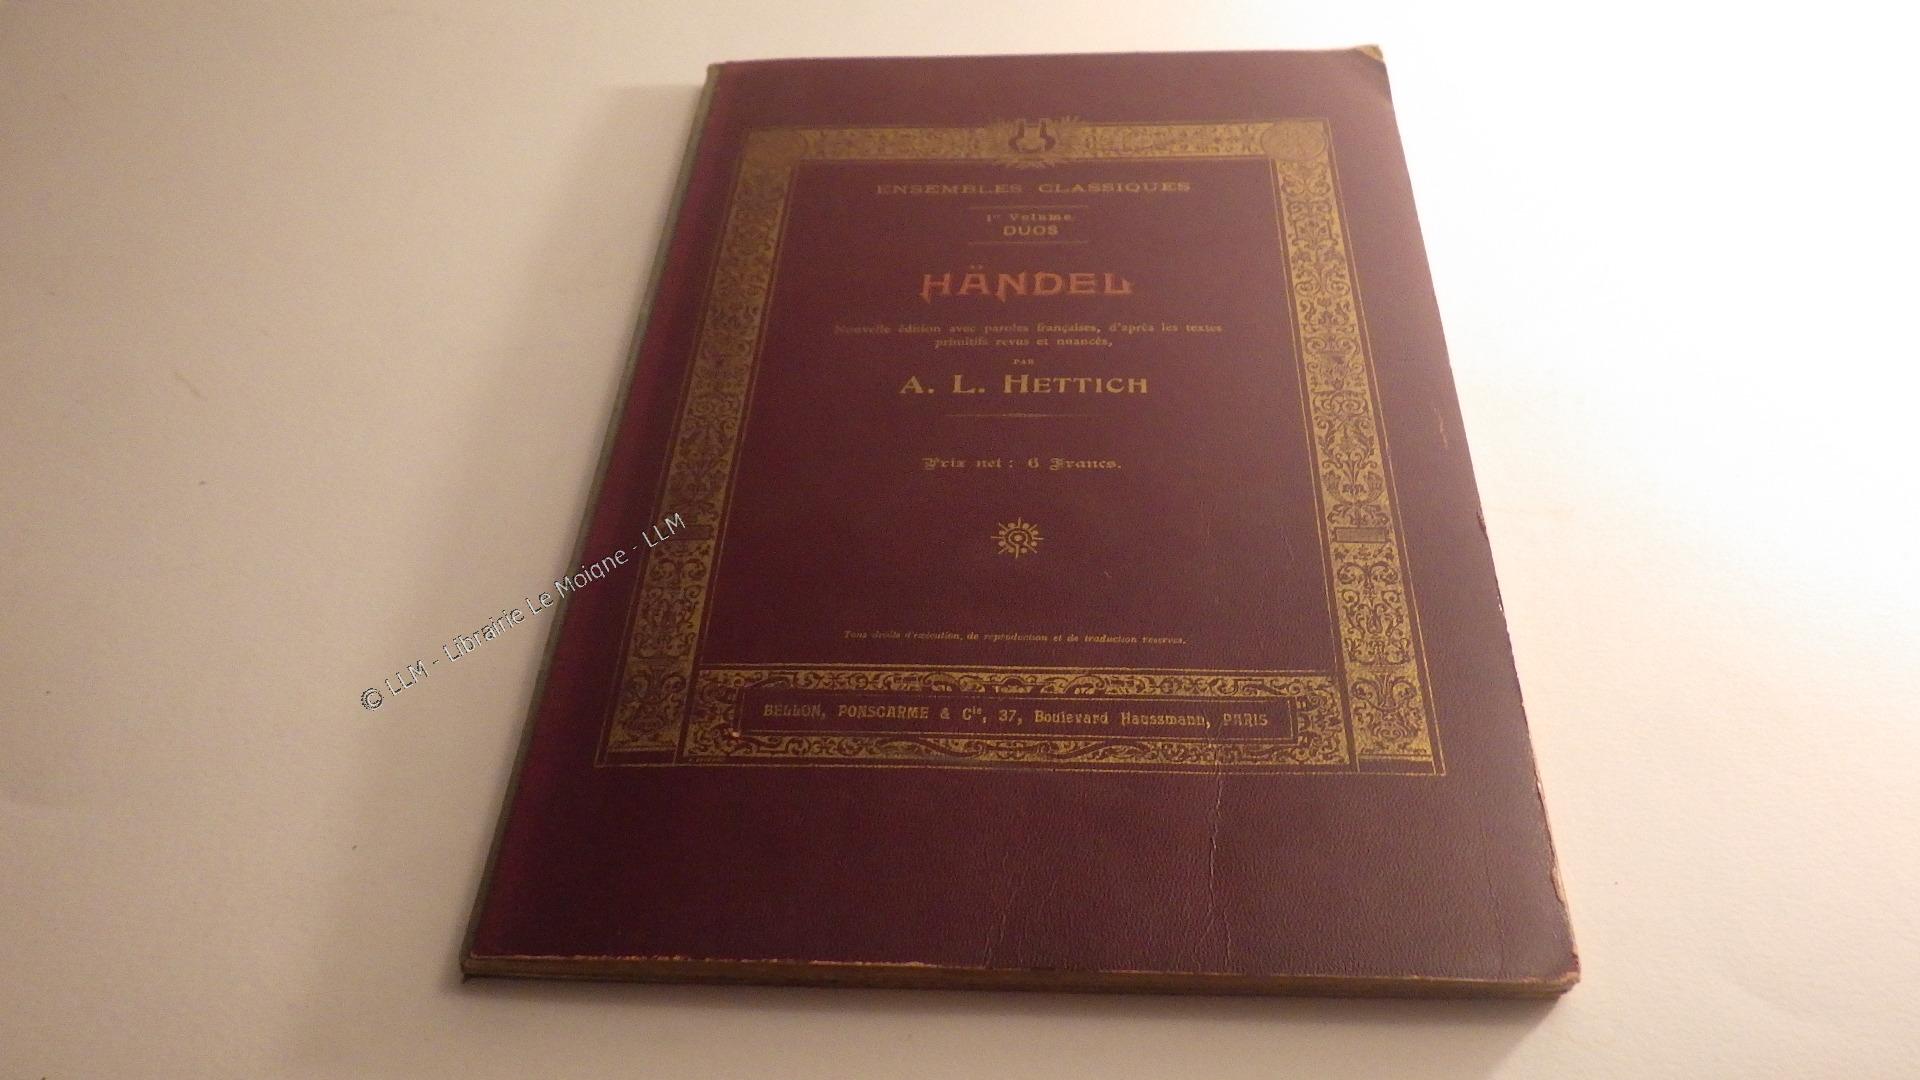 ENSEMBLES CLASSIQUES
1er Volume
DUOS
HÄNDEL
Nouvelle édition avec paroles françaises, d'après les textes
primitifs revus et nuancés,
PAR
A. L. HETTICH
Prix net : 6 Francs.
Tous droits d'exécution, de reproduction et de traduction réservés.
BELLON, PONSCARME & Cie, 37, Boulevard Haussmann, PARIS
© LLM - Librairie Le Moigne - LLM